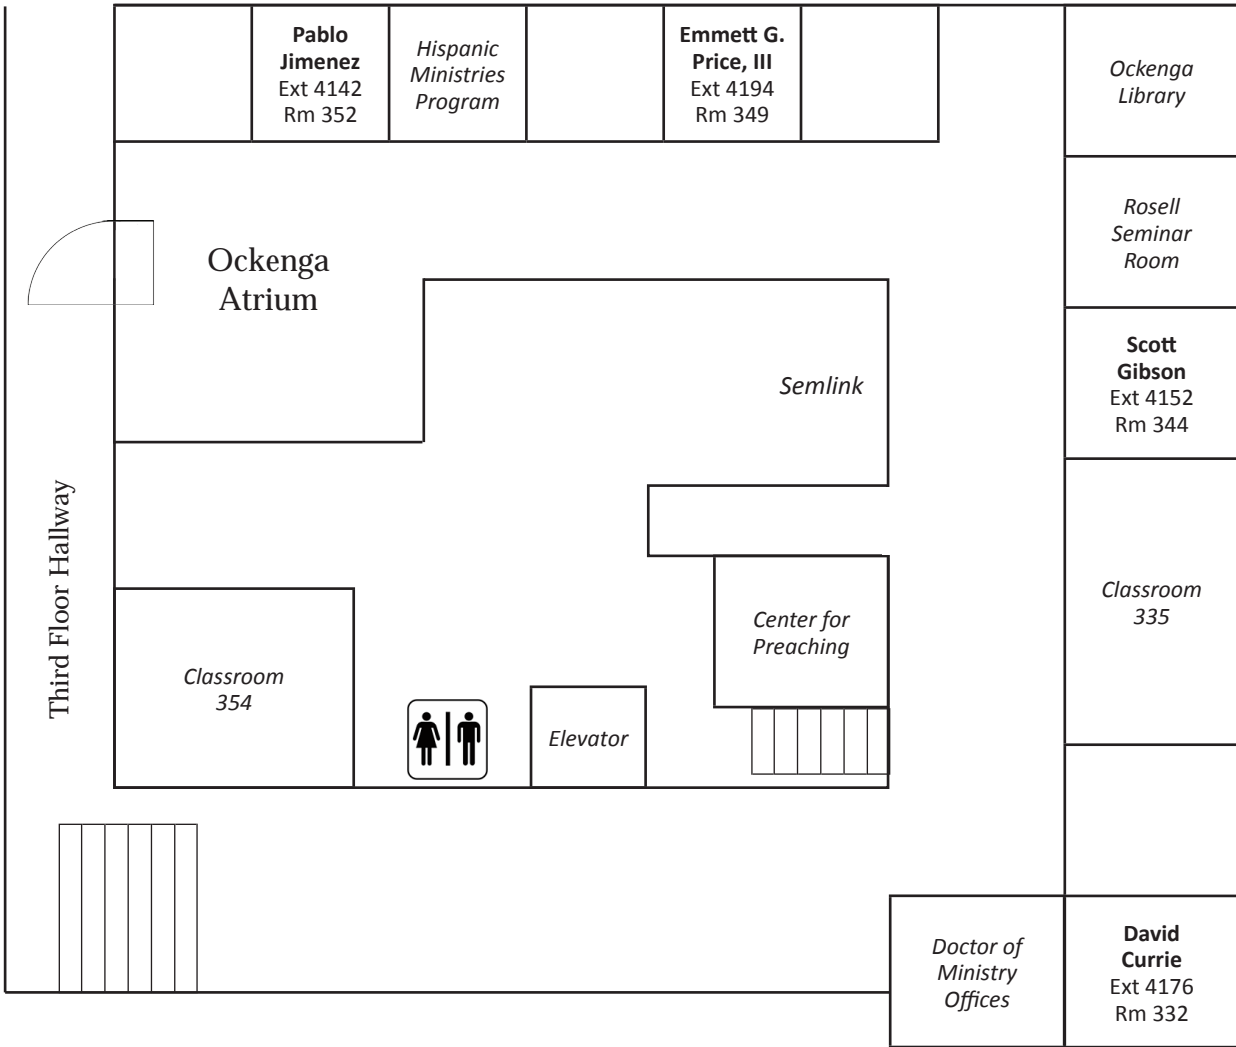 Pablo
Jimenez
Ext 4142
Rm 352
Hispanic
Ministries
Program
Emmett G.
Price, III
Ext 4194
Rm 349
Ockenga
Library
Rosell
Seminar
Room
Ockenga
Atrium
Scott
Gibson
Ext 4152
Rm 344
Semlink
Third Floor Hallway
Classroom
335
Center for
Preaching
Classroom
354
Elevator
Doctor of
Ministry
Offices
David
Currie
Ext 4176
Rm 332